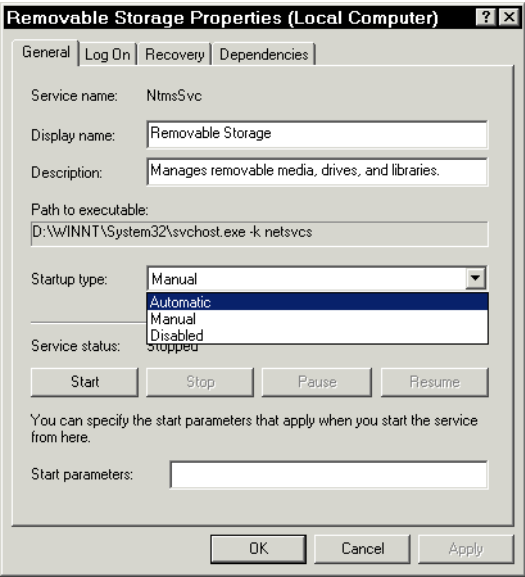 Removable Storage Properties (Local Computer) ? X
General Log On Recovery Dependencies
Service name: NtmsSvc
Display name: Removable Storage
Description: Manages removable media, drives, and libraries.
Path to executable:
D:\WINNT\System32\svchost.exe -k netsvcs
Startup type: Manual
Automatic
Manual
Disabled
Service status: Stopped
Start Stop Pause Resume
You can specify the start parameters that apply when you start the service
from here.
Start parameters:
OK Cancel Apply